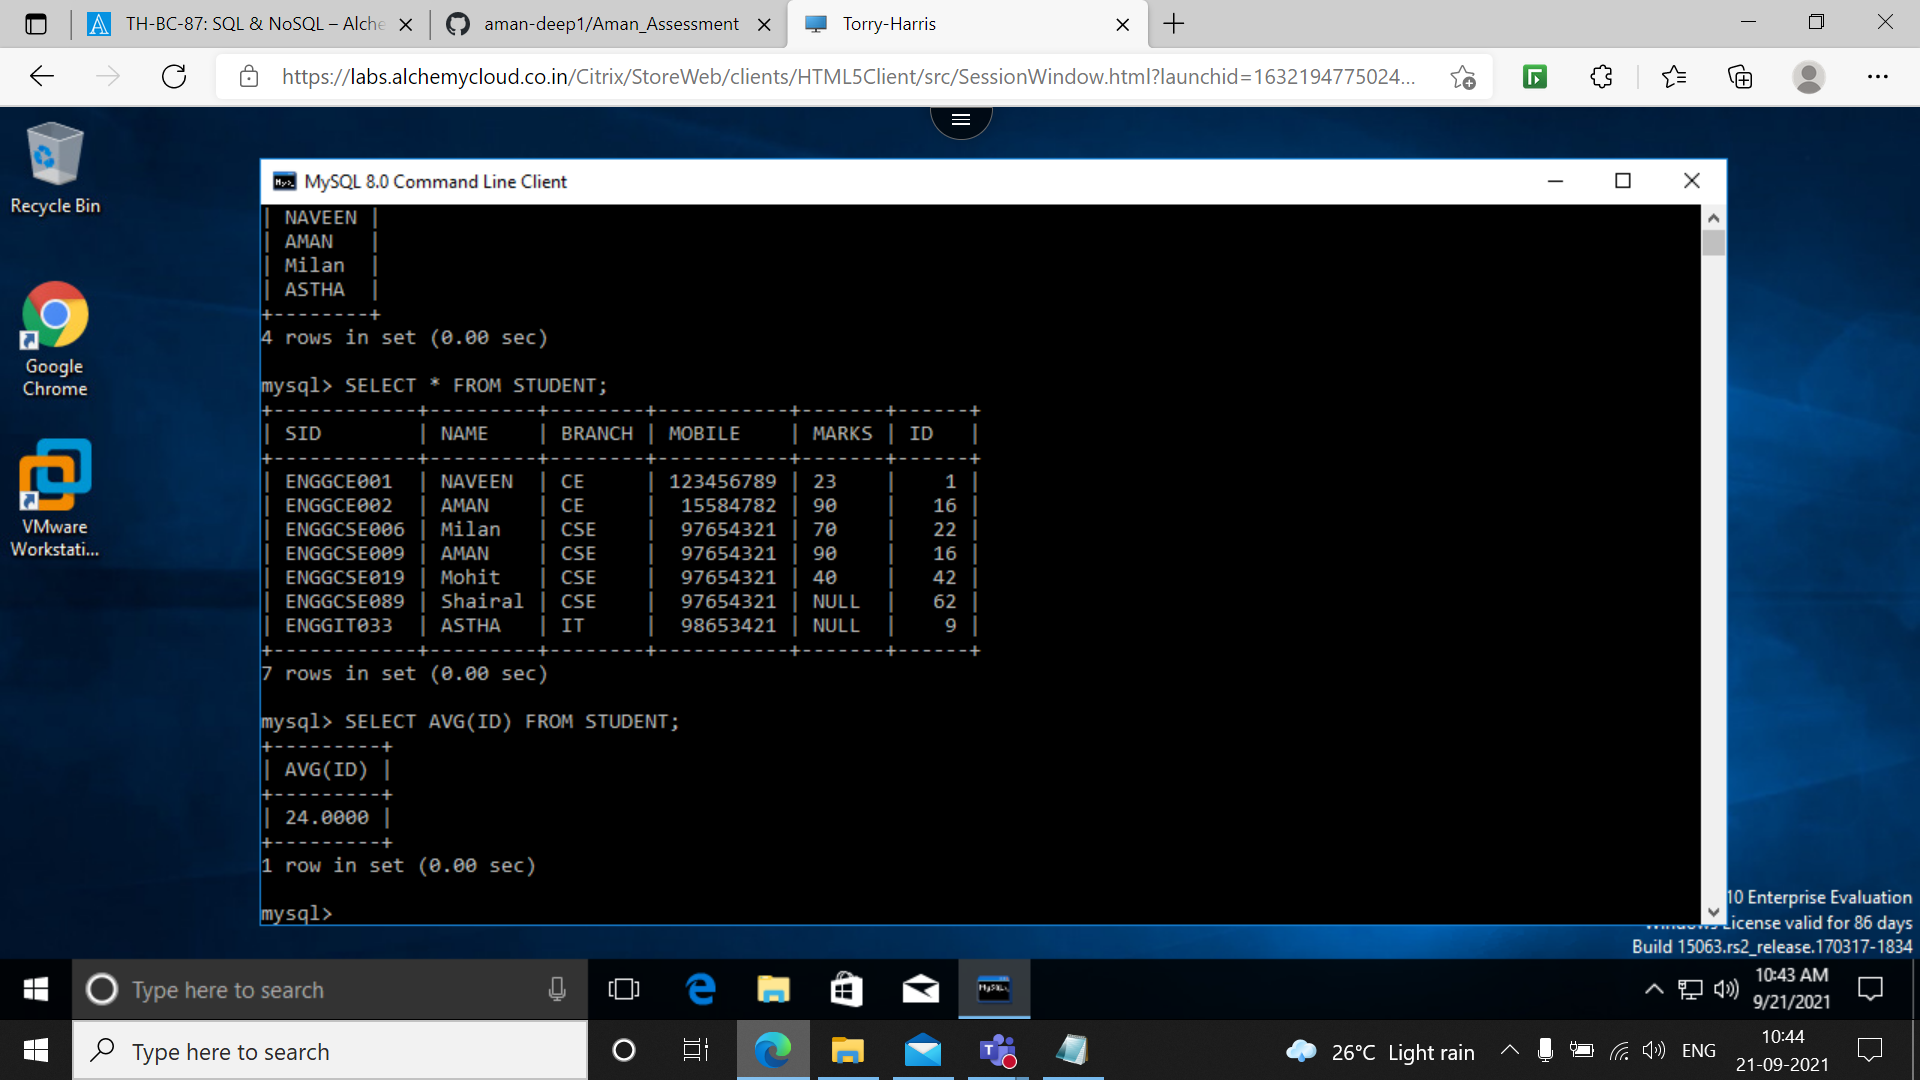 TH-BC-87: SQL & NoSQL – Alche
aman-deep1/Aman_Assessment
Torry-Harris
https://labs.alchemycloud.co.in/Citrix/StoreWeb/clients/HTML5Client/src/SessionWindow.html?launchid=1632194775024...
Recycle Bin
Google
Chrome
VMware
Workstati...
MySQL 8.0 Command Line Client
| NAVEEN |
| AMAN   |
| Milan  |
| ASTHA  |
+--------+
4 rows in set (0.00 sec)
mysql> SELECT * FROM STUDENT;
+------------+---------+--------+-----------+-------+------+
| SID        | NAME    | BRANCH | MOBILE    | MARKS | ID   |
+------------+---------+--------+-----------+-------+------+
| ENGGCE001  | NAVEEN  | CE     | 123456789 | 23    |    1 |
| ENGGCE002  | AMAN    | CE     |  15584782 | 90    |   16 |
| ENGGCSE006 | Milan   | CSE    |  97654321 | 70    |   22 |
| ENGGCSE009 | AMAN    | CSE    |  97654321 | 90    |   16 |
| ENGGCSE019 | Mohit   | CSE    |  97654321 | 40    |   42 |
| ENGGCSE089 | Shairal | CSE    |  97654321 | NULL  |   62 |
| ENGGIT033  | ASTHA   | IT     |  98653421 | NULL  |    9 |
+------------+---------+--------+-----------+-------+------+
7 rows in set (0.00 sec)
mysql> SELECT AVG(ID) FROM STUDENT;
+---------+
| AVG(ID) |
+---------+
| 24.0000 |
+---------+
1 row in set (0.00 sec)
mysql>
10 Enterprise Evaluation
Windows License valid for 86 days
Build 15063.rs2_release.170317-1834
Type here to search
10:43 AM
9/21/2021
Type here to search
26°C Light rain
ENG
10:44
21-09-2021